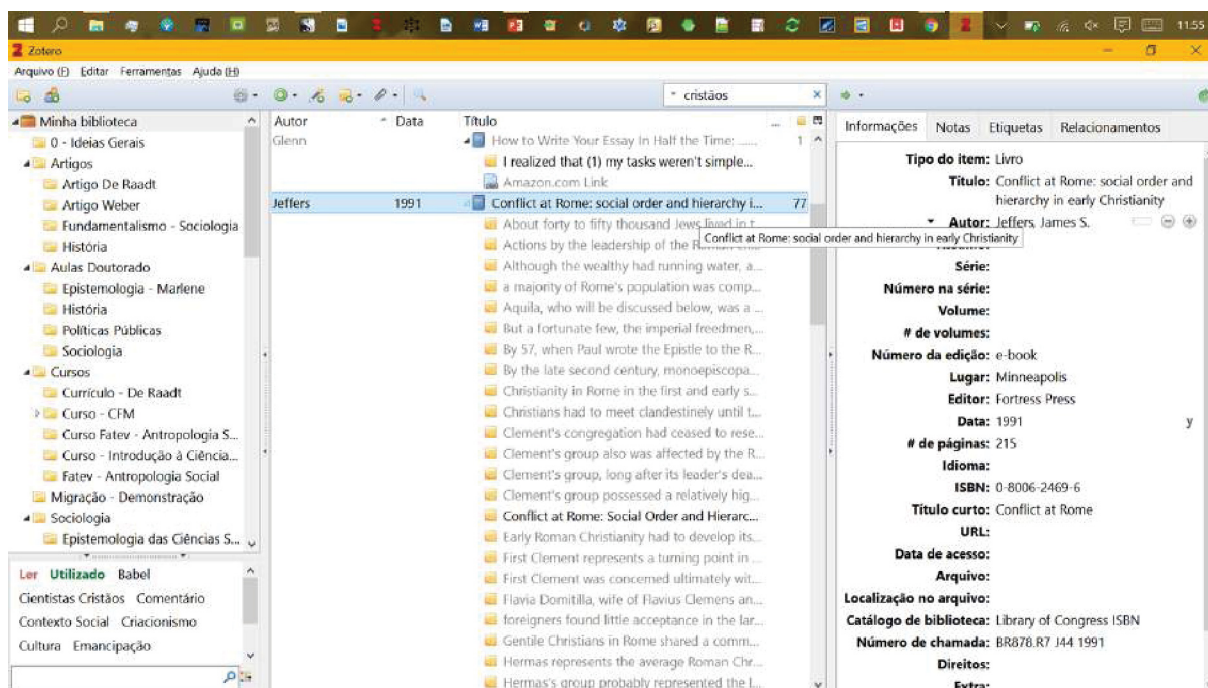 11:55
Zotero
Arquivo (F) Editar Ferramentas Ajuda (H)
cristãos
Minha biblioteca
0 - Ideias Gerais
Artigos
Artigo De Raadt
Artigo Weber
Fundamentalismo - Sociologia
História
Aulas Doutorado
Epistemologia - Marlene
História
Políticas Públicas
Sociologia
Cursos
Currículo - De Raadt
Curso - CFM
Curso Fatev - Antropologia S...
Curso - Introdução à Ciência...
Fatev - Antropologia Social
Migração - Demonstração
Sociologia
Epistemologia das Ciências S...
Ler Utilizado Babel
Cientistas Cristãos Comentário
Contexto Social Criacionismo
Cultura Emancipação
Autor Data Título ...
Glenn How to Write Your Essay In Half the Time: ...... 1
I realized that (1) my tasks weren't simple...
Amazon.com Link
Jeffers 1991 Conflict at Rome: social order and hierarchy i... 77
About forty to fifty thousand Jews lived in t...
Actions by the leadership of the
Conflict at Rome: social order and hierarchy in early Christianity
Although the wealthy had running water, a...
a majority of Rome's population was comp...
Aquila, who will be discussed below, was a ...
But a fortunate few, the imperial freedmen,...
By 57, when Paul wrote the Epistle to the R...
By the late second century, monoepiscopa...
Christianity in Rome in the first and early s...
Christians had to meet clandestinely until t...
Clement's congregation had ceased to rese...
Clement's group also was affected by the R...
Clement's group, long after its leader's dea...
Clement's group possessed a relatively hig...
Conflict at Rome: Social Order and Hierarc...
Early Roman Christianity had to develop its...
First Clement represents a turning point in ...
First Clement was concerned ultimately wit...
Flavia Domitilla, wife of Flavius Clemens an...
foreigners found little acceptance in the lar...
Gentile Christians in Rome shared a comm...
Hermas represents the average Roman Chr...
Hermas's group probably represented the l...
Informações Notas Etiquetas Relacionamentos
Tipo do item: Livro
Título: Conflict at Rome: social order and
hierarchy in early Christianity
Autor: Jeffers, James S.
Série:
Número na série:
Volume:
# de volumes:
Número da edição: e-book
Lugar: Minneapolis
Editor: Fortress Press
Data: 1991 y
# de páginas: 215
Idioma:
ISBN: 0-8006-2469-6
Título curto: Conflict at Rome
URL:
Data de acesso:
Arquivo:
Localização no arquivo:
Catálogo de biblioteca: Library of Congress ISBN
Número de chamada: BR878.R7 J44 1991
Direitos:
Extra: